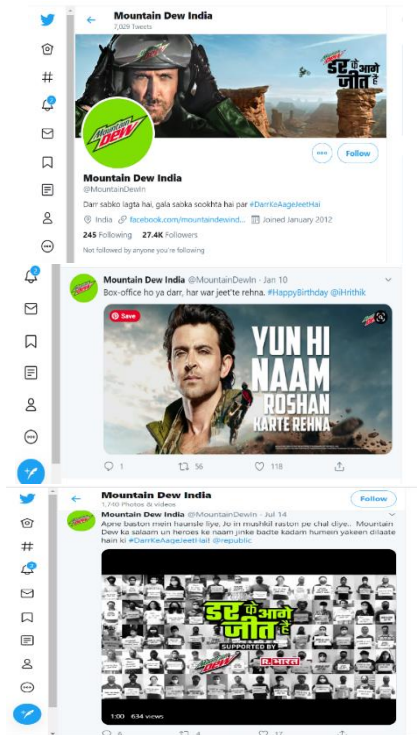 Mountain Dew India
7,029 Tweets
डर के आगे
जीत है
Mountain
DEW
Follow
Mountain Dew India
@MountainDewIn
Darr sabko lagta hai, gala sabka sookhta hai par #DarrKeAageJeetHai
India facebook.com/mountaindewind... Joined January 2012
245 Following 27.4K Followers
Not followed by anyone you're following
Mountain Dew India @MountainDewIn · Jan 10
Box-office ho ya darr, har war jeet'te rehna. #HappyBirthday @iHrithik
Save
YUN HI
NAAM
ROSHAN
KARTE REHNA
1 56 118
Mountain Dew India
1,740 Photos & videos
Follow
Mountain Dew India @MountainDewIn · Jul 14
Apne baston mein haunsle liye, Jo in mushkil raston pe chal diye.. Mountain
Dew ka salaam un heroes ke naam jinke badte kadam humein yakeen dilaate
hain ki #DarrKeAageJeetHai! @republic
डर के आगे
जीत है
SUPPORTED BY
Mountain
DEW
R.भारत
1:00 634 views
6 4 17